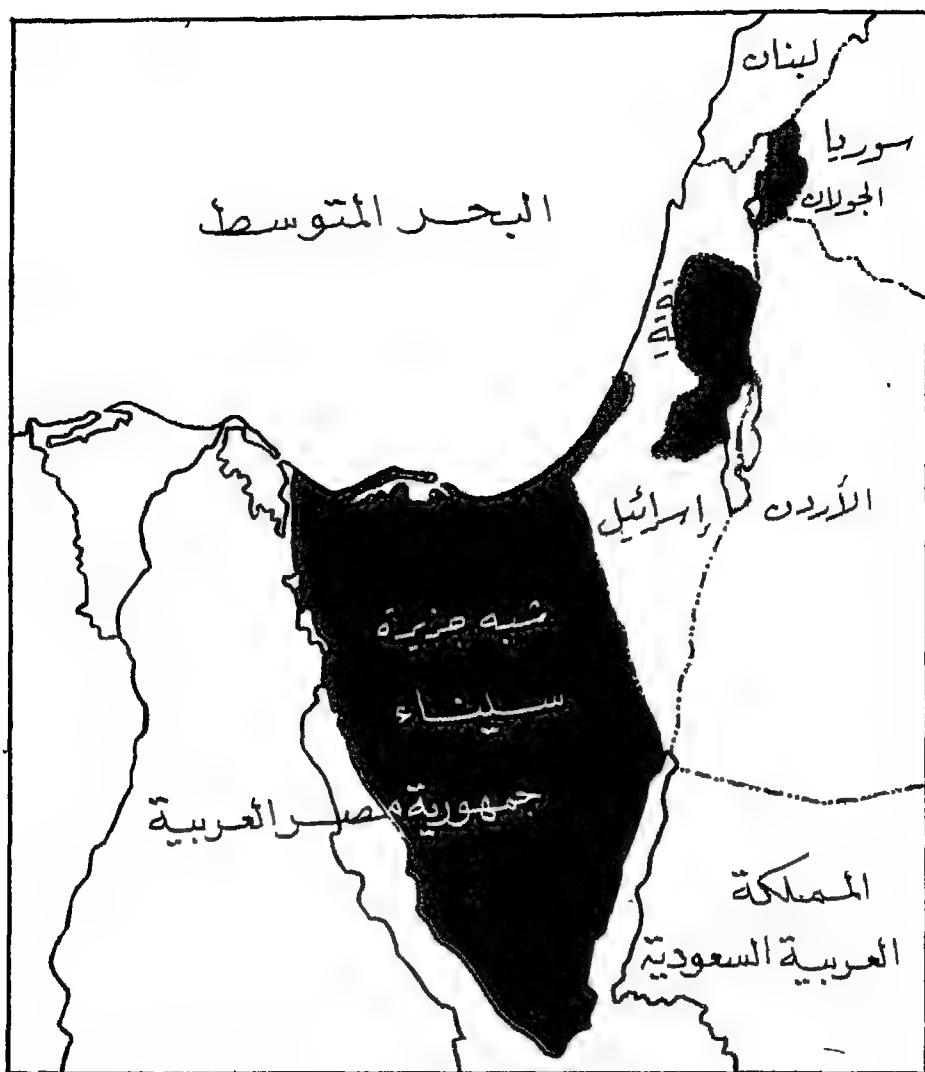 لبنان
سوريا
الجولان
البحر المتوسط
إسرائيل
الأردن
شبه جزيرة
سيناء
جمهورية مصر العربية
المملكة
العربية السعودية